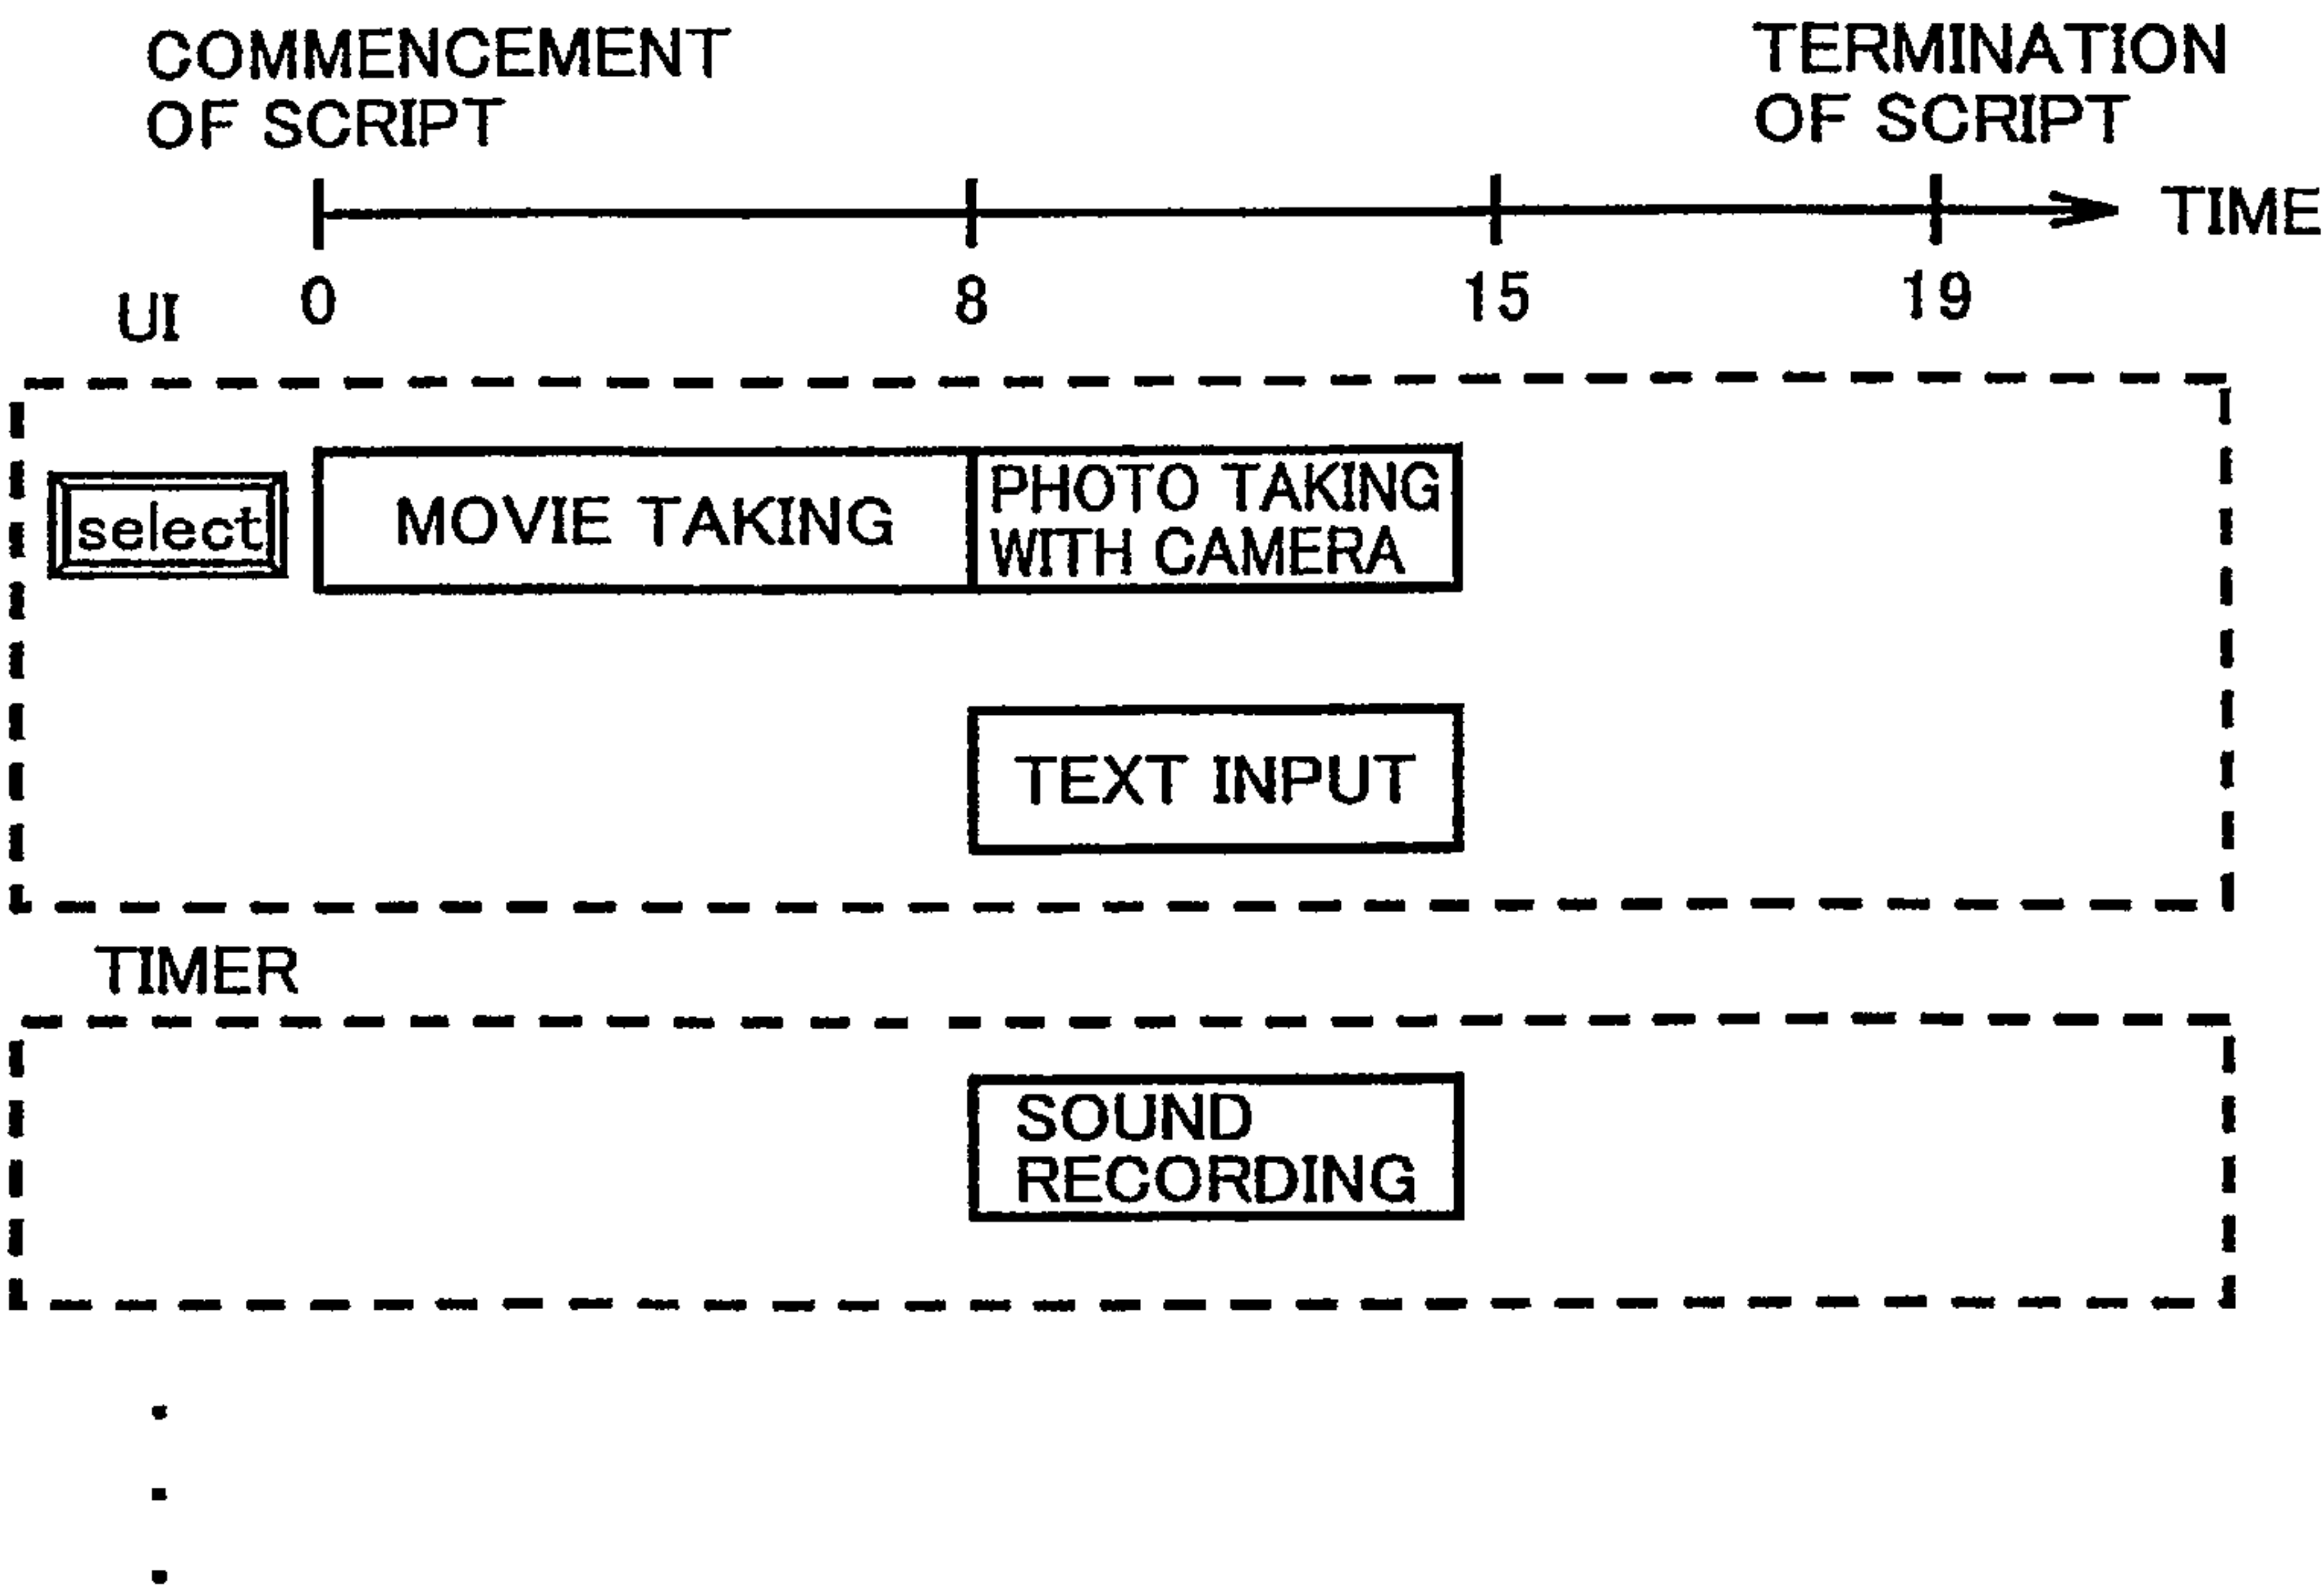 COMMENCEMENT
OF SCRIPT
TERMINATION
OF SCRIPT
TIME
0
8
15
19
UI
select
MOVIE TAKING
PHOTO TAKING
WITH CAMERA
TEXT INPUT
TIMER
SOUND
RECORDING